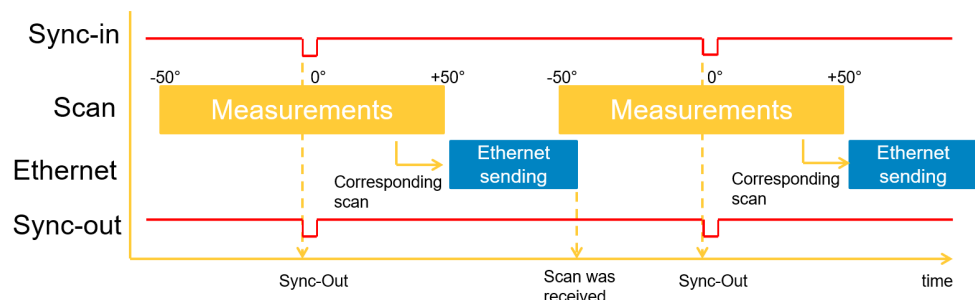 Sync-in
-50° 0° +50° -50° 0° +50°
Scan Measurements Measurements
Ethernet
Ethernet
sending
Ethernet
sending
Corresponding
scan
Corresponding
scan
Sync-out
Sync-Out
Scan was
received
Sync-Out
time